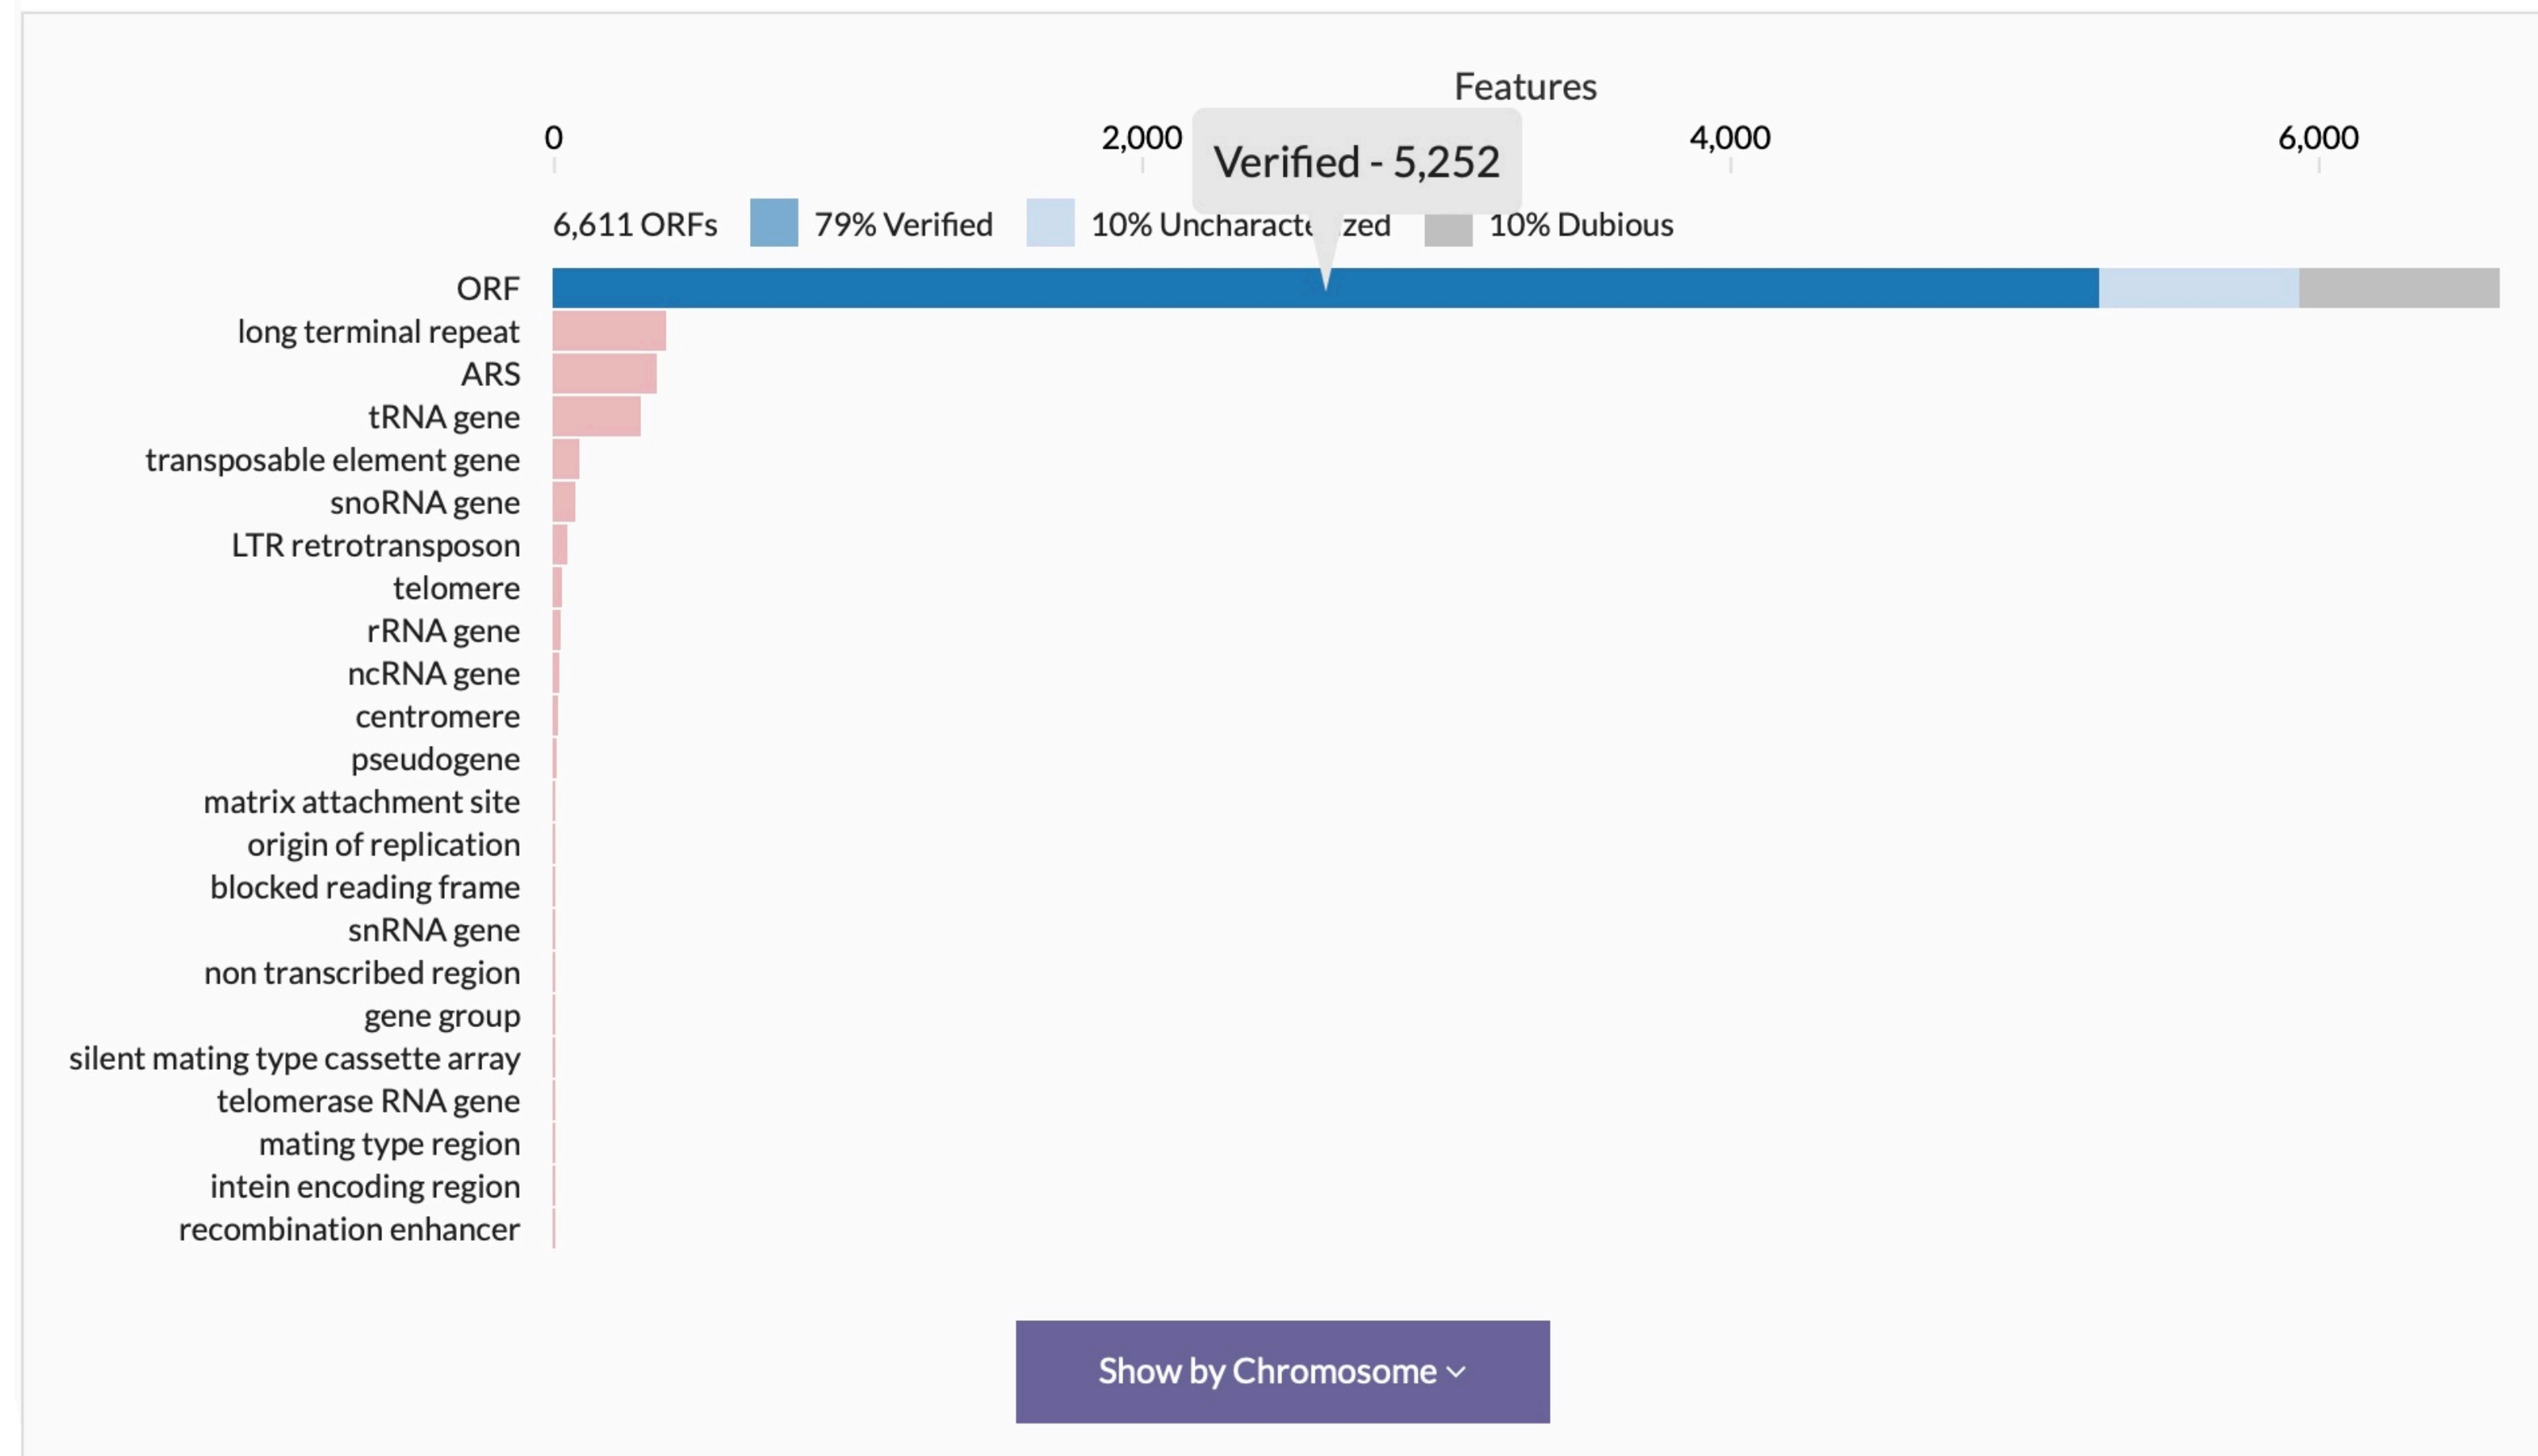 Features
0 2,000 4,000 6,000
Verified - 5,252
6,611 ORFs 79% Verified 10% Uncharacte zed 10% Dubious
ORF
long terminal repeat
ARS
tRNA gene
transposable element gene
snoRNA gene
LTR retrotransposon
telomere
rRNA gene
ncRNA gene
centromere
pseudogene
matrix attachment site
origin of replication
blocked reading frame
snRNA gene
non transcribed region
gene group
silent mating type cassette array
telomerase RNA gene
mating type region
intein encoding region
recombination enhancer
Show by Chromosome